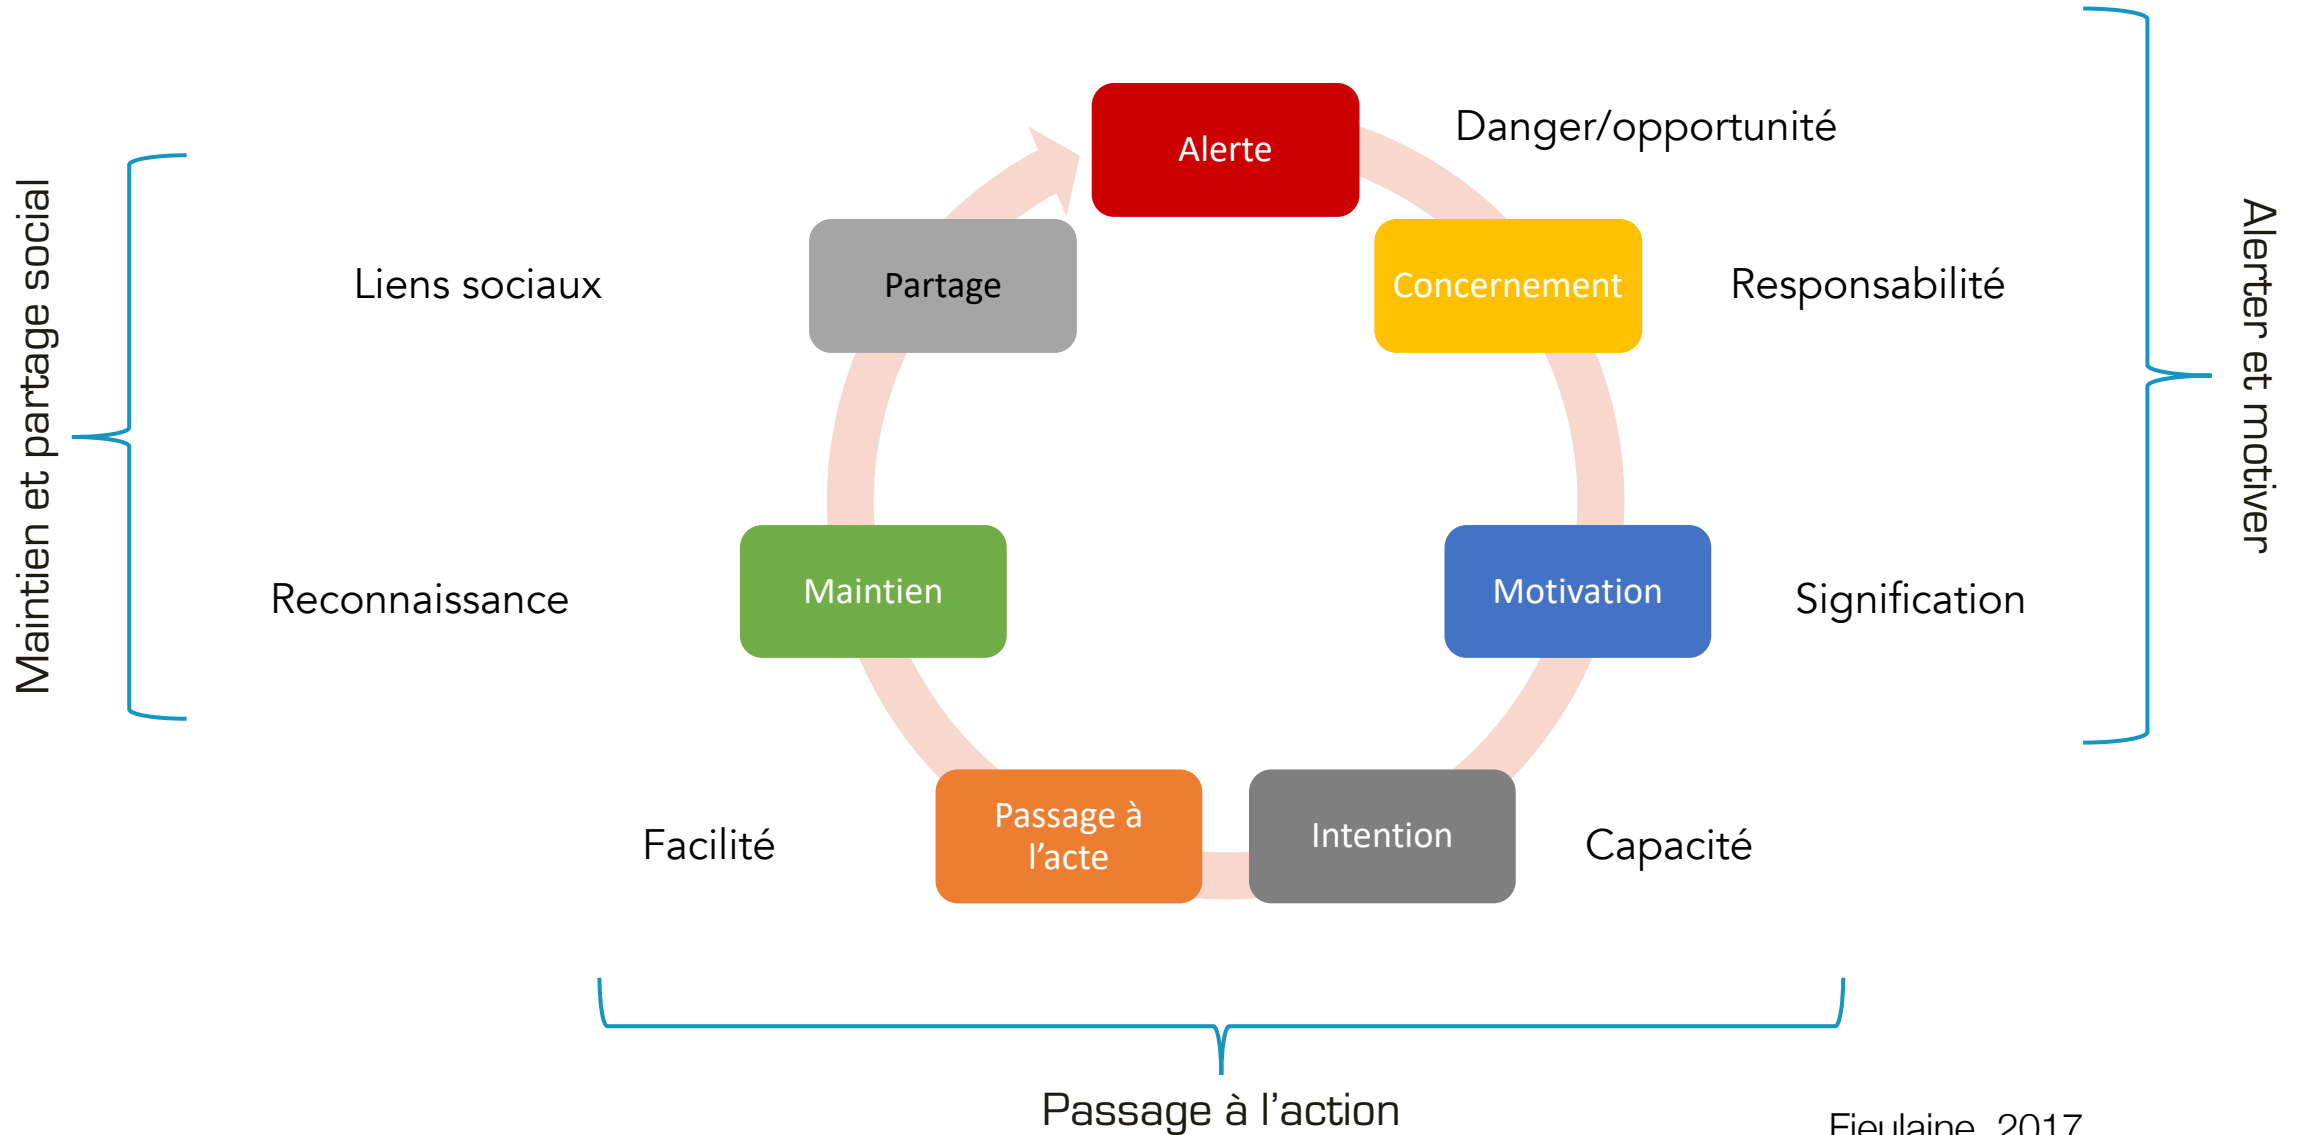 Alerte
Danger/opportunité
Concernement
Responsabilité
Motivation
Signification
Intention
Capacité
Passage à
l’acte
Facilité
Maintien
Reconnaissance
Partage
Liens sociaux
Alerter et motiver
Passage à l’action
Maintien et partage social
Fieulaine, 2017